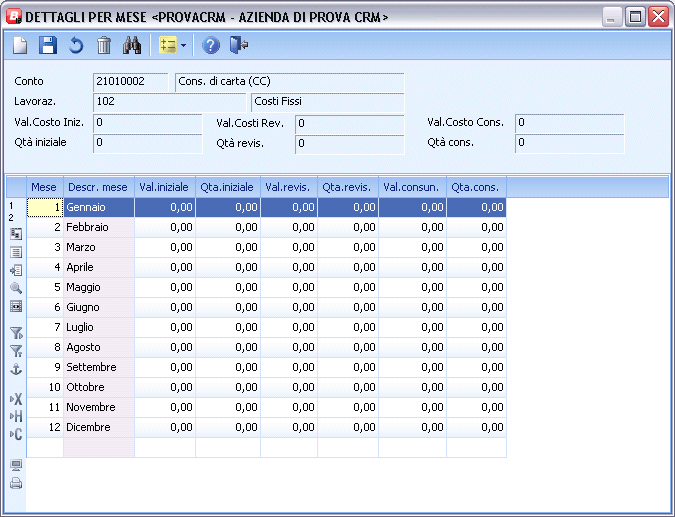 DETTAGLI PER MESE <PROVACRM - AZIENDA DI PROVA CRM>
Conto 21010002 Cons. di carta (CC)
Lavoraz. 102 Costi Fissi
Val.Costo Iniz. 0 Val.Costi Rev. 0 Val.Costo Cons. 0
Qtà iniziale 0 Qtà revis. 0 Qtà cons. 0
Mese Descr. mese Val.iniziale Qta.iniziale Val.revis. Qta.revis. Val.consun. Qta.cons.
1 Gennaio 0,00 0,00 0,00 0,00 0,00 0,00
2 Febbraio 0,00 0,00 0,00 0,00 0,00 0,00
3 Marzo 0,00 0,00 0,00 0,00 0,00 0,00
4 Aprile 0,00 0,00 0,00 0,00 0,00 0,00
5 Maggio 0,00 0,00 0,00 0,00 0,00 0,00
6 Giugno 0,00 0,00 0,00 0,00 0,00 0,00
7 Luglio 0,00 0,00 0,00 0,00 0,00 0,00
8 Agosto 0,00 0,00 0,00 0,00 0,00 0,00
9 Settembre 0,00 0,00 0,00 0,00 0,00 0,00
10 Ottobre 0,00 0,00 0,00 0,00 0,00 0,00
11 Novembre 0,00 0,00 0,00 0,00 0,00 0,00
12 Dicembre 0,00 0,00 0,00 0,00 0,00 0,00
1
2
X
H
C